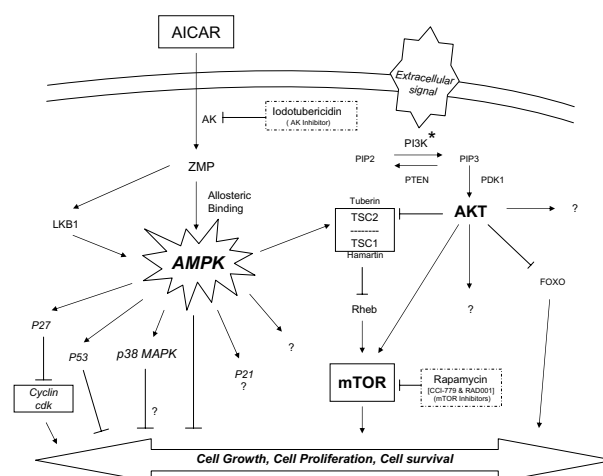 AICAR
Extracellular
signal
AK
Iodotubericidin
( AK Inhibitor)
PI3K*
PIP2
PIP3
PTEN
PDK1
ZMP
Allosteric
Binding
LKB1
Tuberin
TSC2
--------
TSC1
Hamartin
AKT
?
AMPK
FOXO
?
Rheb
P27
P53
p38 MAPK
?
P21
?
?
Cyclin
cdk
mTOR
Rapamycin
[CCI-779 & RAD001]
(mTOR Inhibitors)
Cell Growth, Cell Proliferation, Cell survival